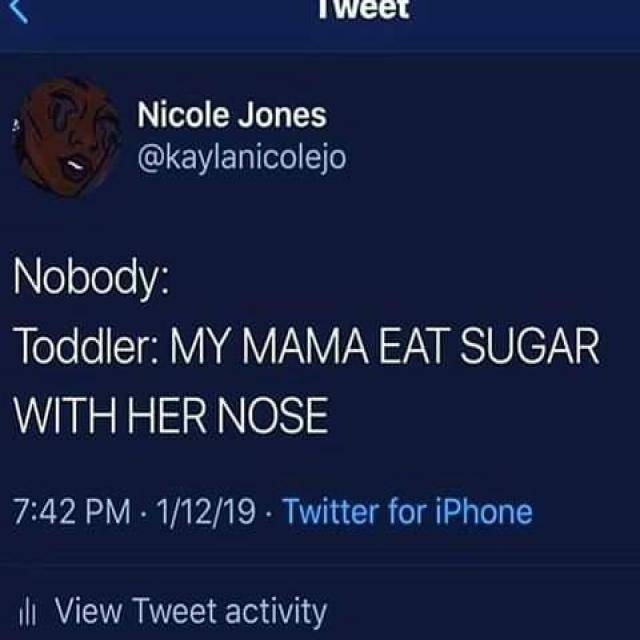 Tweet
Nicole Jones
@kaylanicolejo
Nobody:
Toddler: MY MAMA EAT SUGAR
WITH HER NOSE
7:42 PM · 1/12/19 · Twitter for iPhone
View Tweet activity